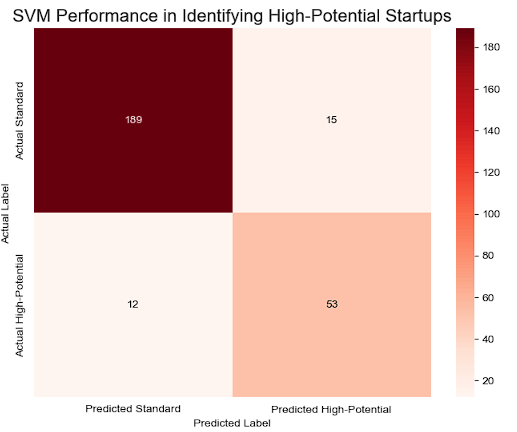 SVM Performance in Identifying High-Potential Startups
Actual Label
Actual Standard
Actual High-Potential
189
15
12
53
Predicted Standard
Predicted High-Potential
Predicted Label
180
160
140
120
100
80
60
40
20